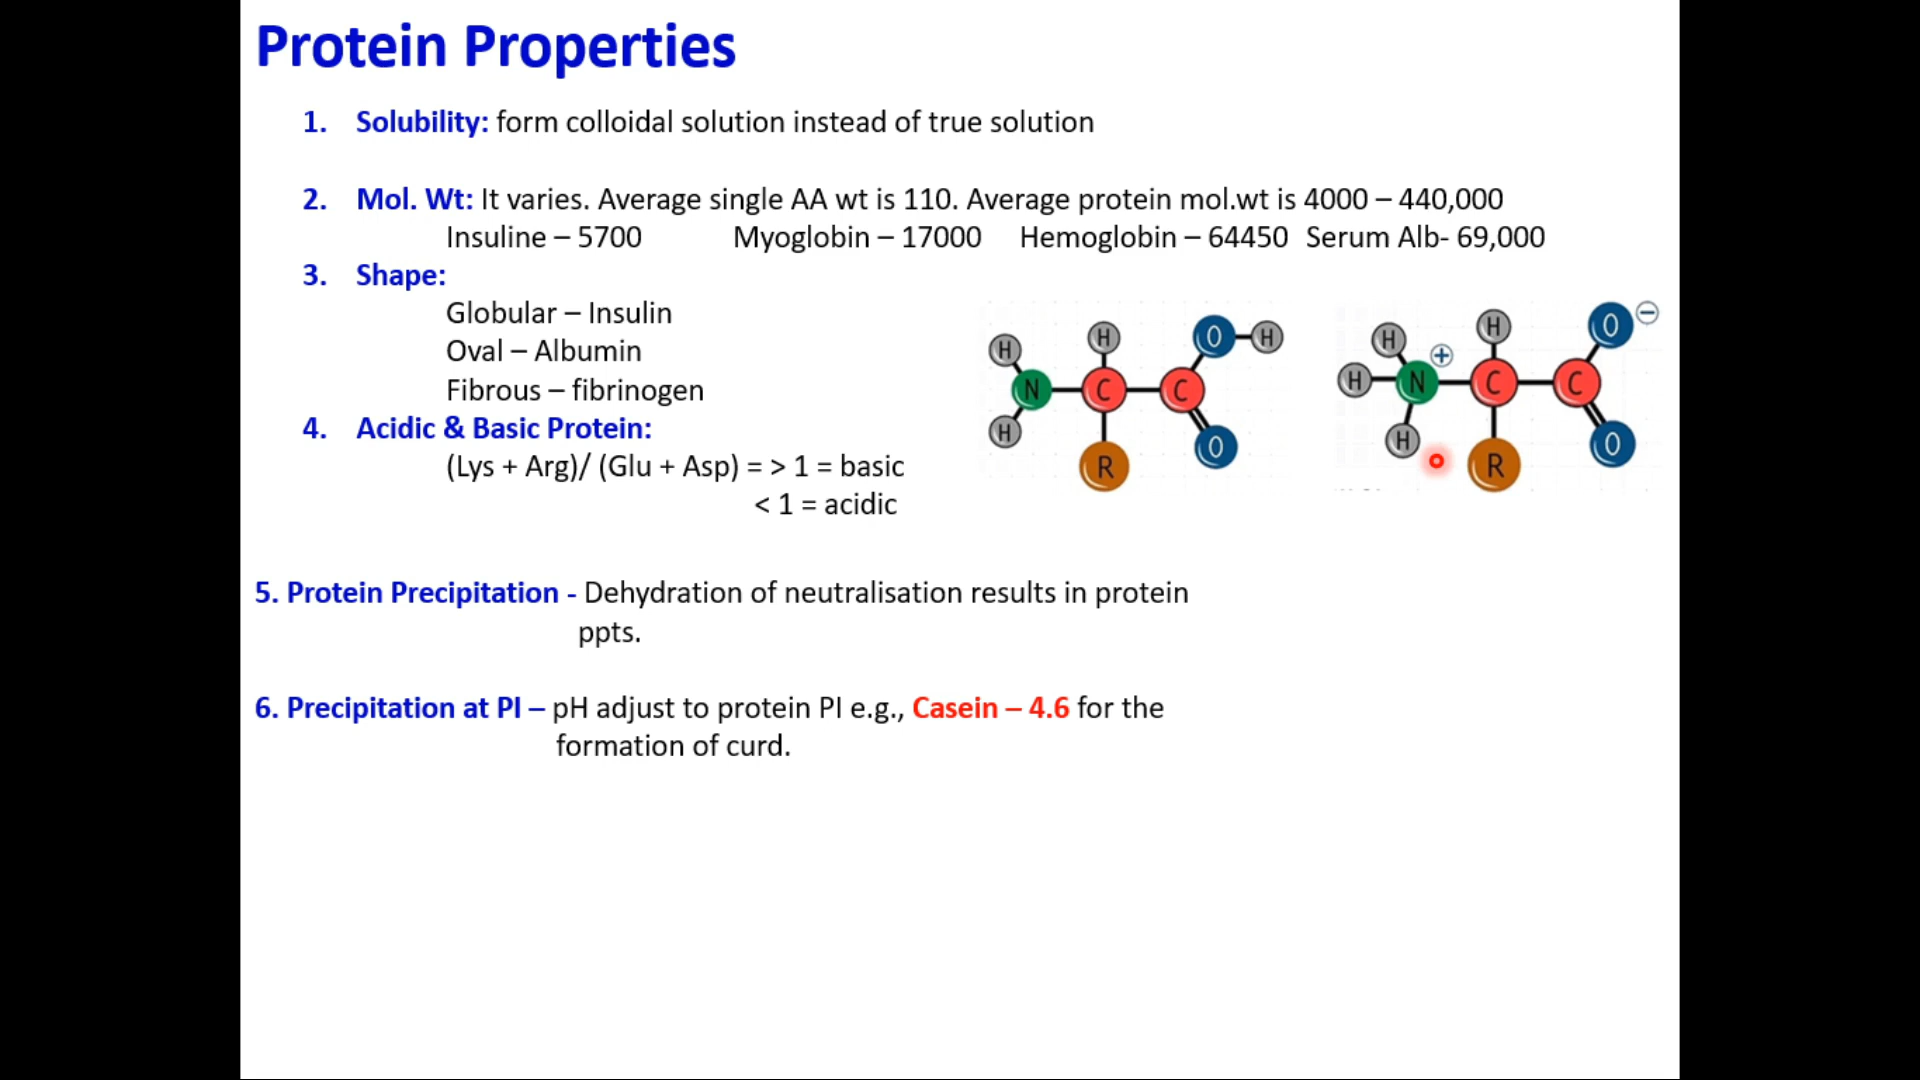 Protein Properties
1. Solubility: form colloidal solution instead of true solution
2. Mol. Wt: It varies. Average single AA wt is 110. Average protein mol.wt is 4000 – 440,000
Insuline – 5700 Myoglobin – 17000 Hemoglobin – 64450 Serum Alb- 69,000
3. Shape:
Globular – Insulin
Oval – Albumin
Fibrous – fibrinogen
4. Acidic & Basic Protein:
(Lys + Arg)/ (Glu + Asp) = > 1 = basic
< 1 = acidic
H H O H
H N C C
H R O
H H O −
H N + C C
H R O
5. Protein Precipitation - Dehydration of neutralisation results in protein
ppts.
6. Precipitation at PI – pH adjust to protein PI e.g., Casein – 4.6 for the
formation of curd.